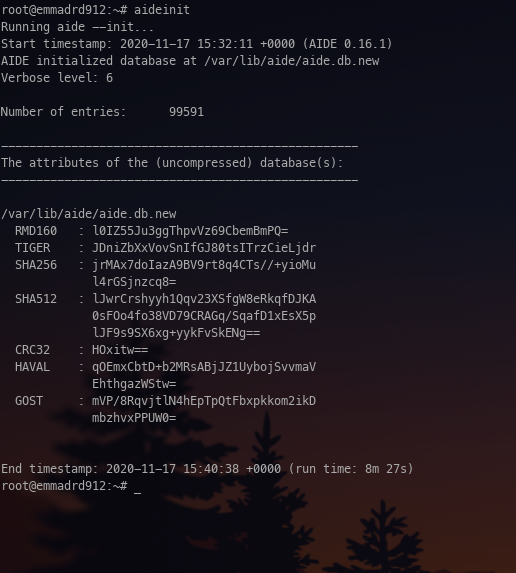 root@emmadrd912:~# aideinit
Running aide --init...
Start timestamp: 2020-11-17 15:32:11 +0000 (AIDE 0.16.1)
AIDE initialized database at /var/lib/aide/aide.db.new
Verbose level: 6
Number of entries:      99591
---------------------------------------------------
The attributes of the (uncompressed) database(s):
---------------------------------------------------
/var/lib/aide/aide.db.new
  RMD160   : l0IZ55Ju3ggThpvVz69CbemBmPQ=
  TIGER    : JDniZbXxVovSnIfGJ80tsITrzCieLjdr
  SHA256   : jrMAx7doIazA9BV9rt8q4CTs//+yioMu
             l4rGSjnzcq8=
  SHA512   : lJwrCrshyyh1Qqv23XSfgW8eRkqfDJKA
             0sFOo4fo38VD79CRAGq/SqafD1xEsX5p
             lJF9s9SX6xg+yykFvSkENg==
  CRC32    : HOxitw==
  HAVAL    : qOEmxCbtD+b2MRsABjJZ1UybojSvvmaV
             EhthgazWStw=
  GOST     : mVP/8RqvjtlN4hEpTpQtFbxpkkom2ikD
             mbzhvxPPUW0=
End timestamp: 2020-11-17 15:40:38 +0000 (run time: 8m 27s)
root@emmadrd912:~# _